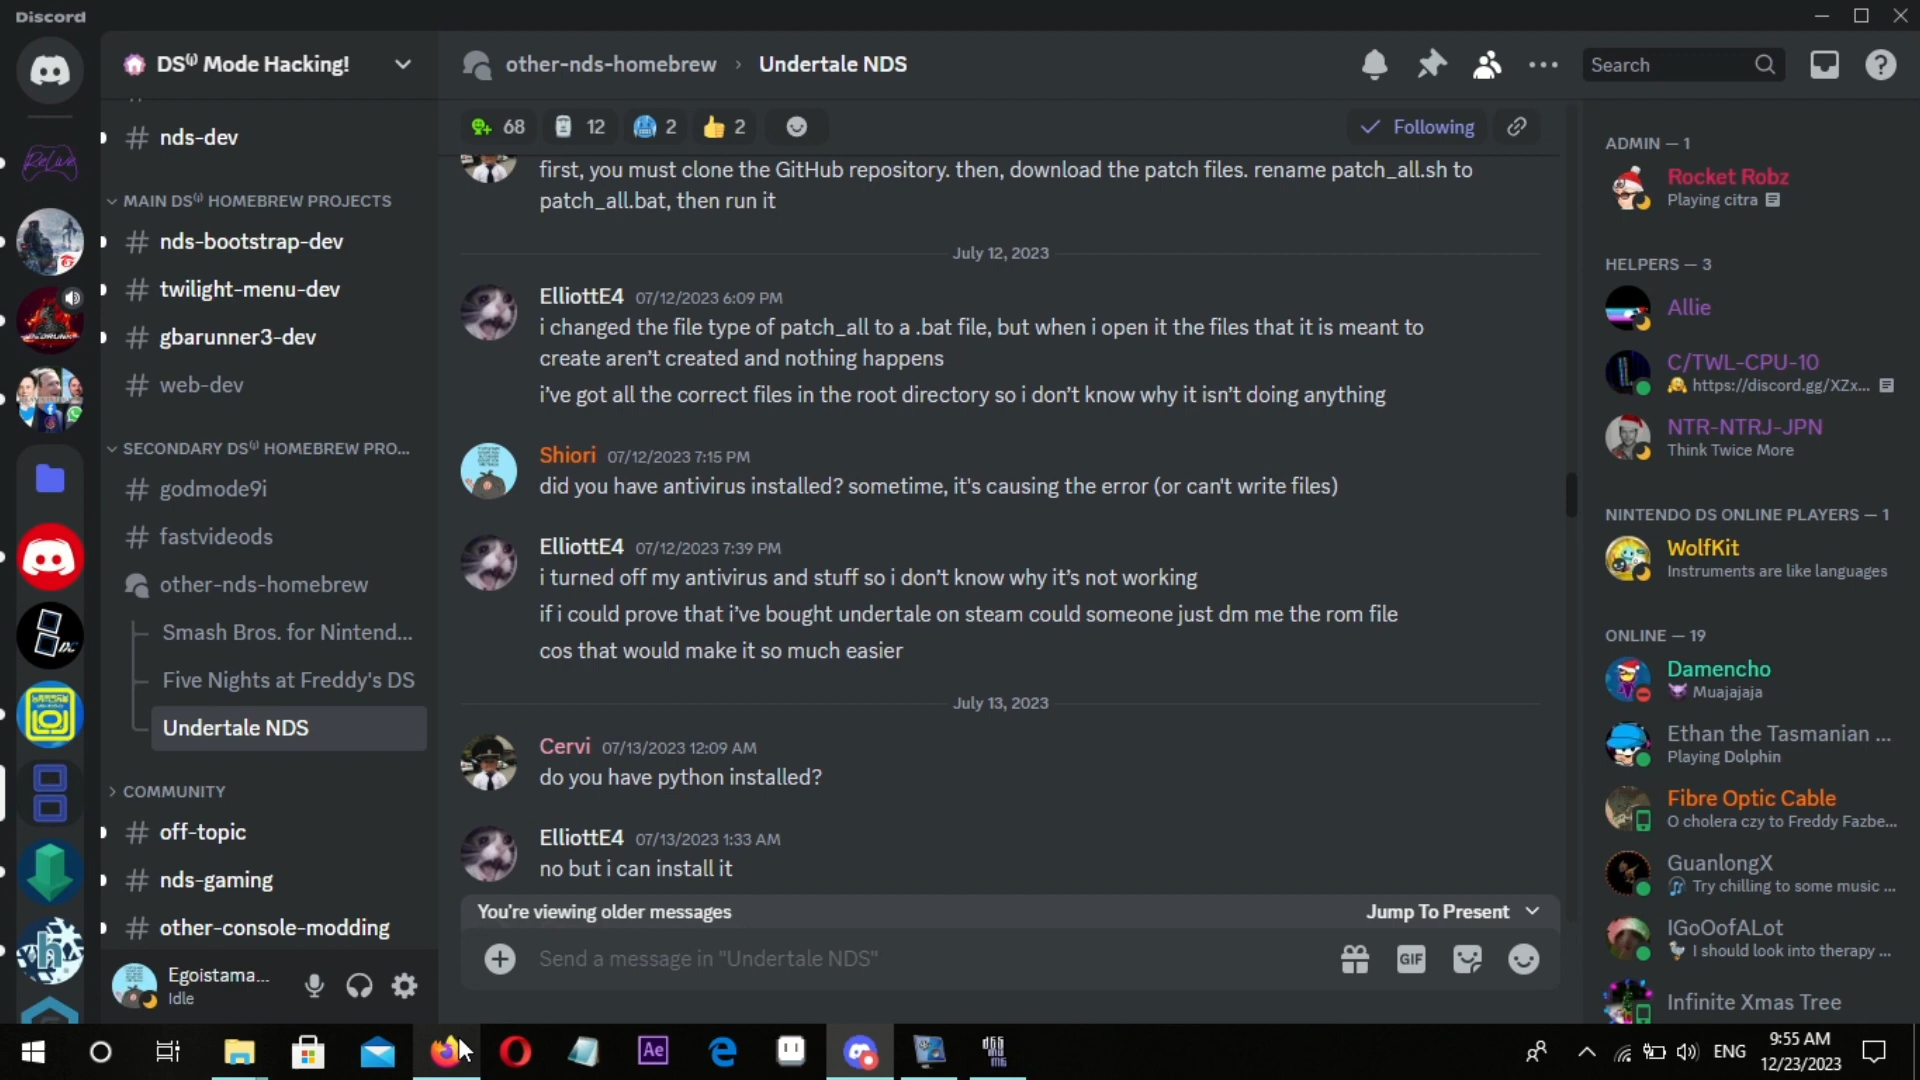 Discord
DS⁽ⁱ⁾ Mode Hacking!
nds-dev
MAIN DS⁽ⁱ⁾ HOMEBREW PROJECTS
nds-bootstrap-dev
twilight-menu-dev
gbarunner3-dev
web-dev
SECONDARY DS⁽ⁱ⁾ HOMEBREW PRO...
godmode9i
fastvideods
other-nds-homebrew
Smash Bros. for Nintend...
Five Nights at Freddy's DS
Undertale NDS
COMMUNITY
off-topic
nds-gaming
other-console-modding
Egoistama...
Idle
other-nds-homebrew › Undertale NDS
Search
68 12 2 2
Following
first, you must clone the GitHub repository. then, download the patch files. rename patch_all.sh to
patch_all.bat, then run it
July 12, 2023
ElliottE4 07/12/2023 6:09 PM
i changed the file type of patch_all to a .bat file, but when i open it the files that it is meant to
create aren’t created and nothing happens
i’ve got all the correct files in the root directory so i don’t know why it isn’t doing anything
Shiori 07/12/2023 7:15 PM
did you have antivirus installed? sometime, it's causing the error (or can't write files)
ElliottE4 07/12/2023 7:39 PM
i turned off my antivirus and stuff so i don’t know why it’s not working
if i could prove that i’ve bought undertale on steam could someone just dm me the rom file
cos that would make it so much easier
July 13, 2023
Cervi 07/13/2023 12:09 AM
do you have python installed?
ElliottE4 07/13/2023 1:33 AM
no but i can install it
You're viewing older messages
Jump To Present
Send a message in "Undertale NDS"
GIF
ADMIN — 1
Rocket Robz
Playing citra
HELPERS — 3
Allie
C/TWL-CPU-10
https://discord.gg/XZx...
NTR-NTRJ-JPN
Think Twice More
NINTENDO DS ONLINE PLAYERS — 1
WolfKit
Instruments are like languages
ONLINE — 19
Damencho
Muajajaja
Ethan the Tasmanian ...
Playing Dolphin
Fibre Optic Cable
O cholera czy to Freddy Fazbe...
GuanlongX
Try chilling to some music ...
IGoOofALot
I should look into therapy ...
Infinite Xmas Tree
Ae
ENG
9:55 AM
12/23/2023